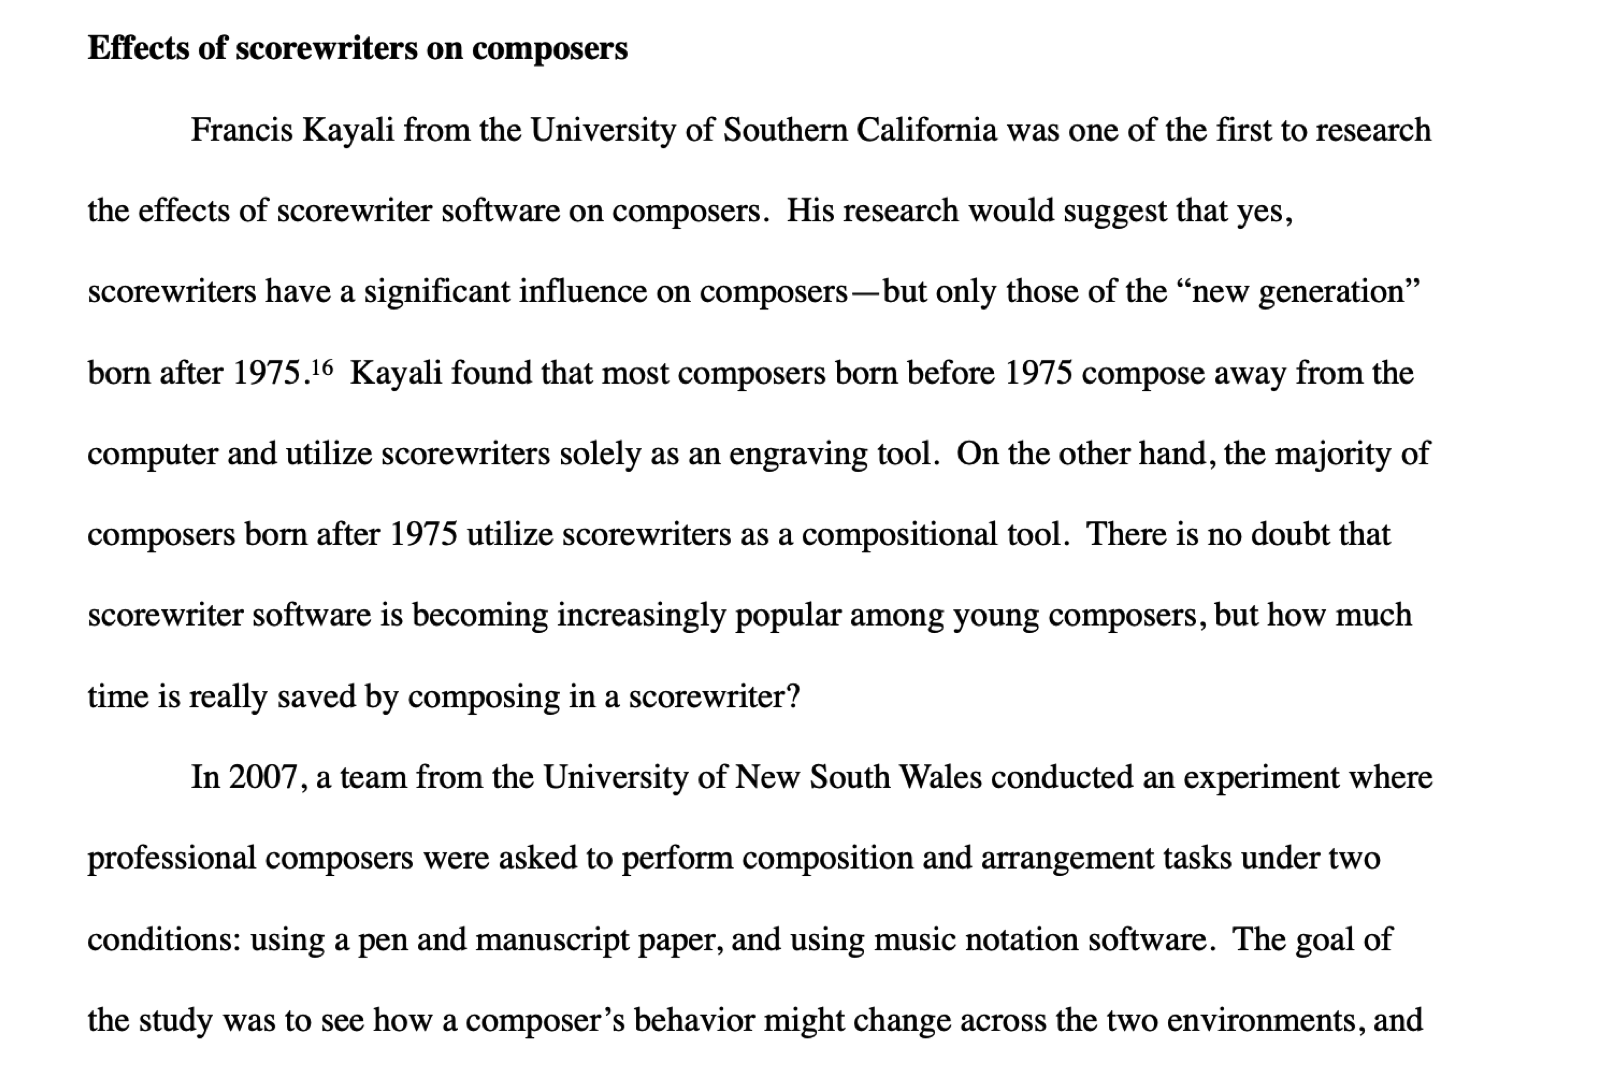 Effects of scorewriters on composers
Francis Kayali from the University of Southern California was one of the first to research
the effects of scorewriter software on composers.  His research would suggest that yes,
scorewriters have a significant influence on composers—but only those of the “new generation”
born after 1975.¹⁶  Kayali found that most composers born before 1975 compose away from the
computer and utilize scorewriters solely as an engraving tool.  On the other hand, the majority of
composers born after 1975 utilize scorewriters as a compositional tool.  There is no doubt that
scorewriter software is becoming increasingly popular among young composers, but how much
time is really saved by composing in a scorewriter?
In 2007, a team from the University of New South Wales conducted an experiment where
professional composers were asked to perform composition and arrangement tasks under two
conditions: using a pen and manuscript paper, and using music notation software.  The goal of
the study was to see how a composer’s behavior might change across the two environments, and